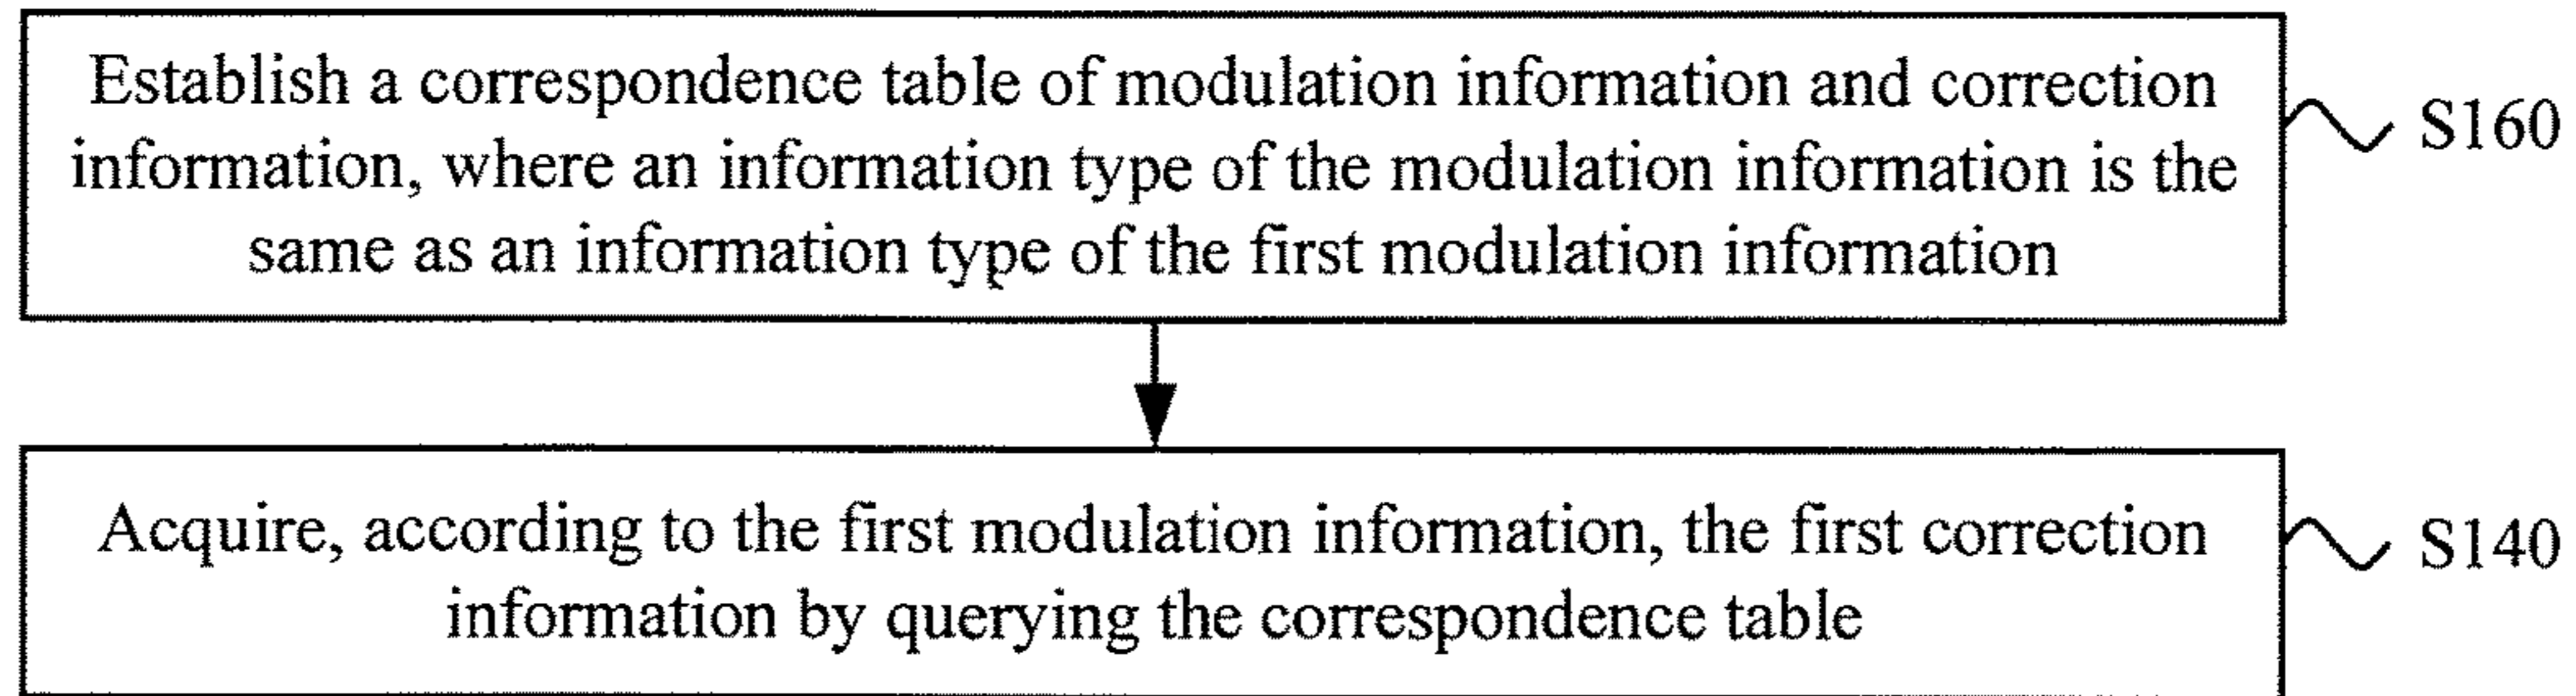 Establish a correspondence table of modulation information and correction
information, where an information type of the modulation information is the
same as an information type of the first modulation information
S160
Acquire, according to the first modulation information, the first correction
information by querying the correspondence table
S140